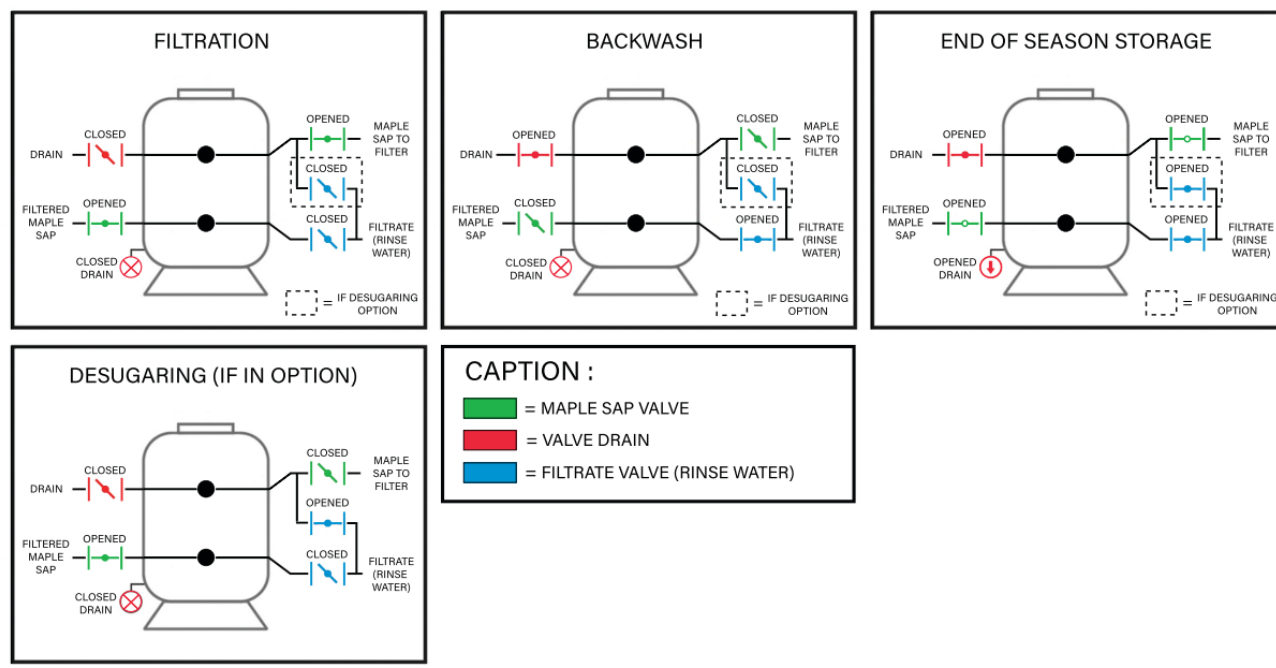 FILTRATION
CLOSED
OPENED
MAPLE
SAP TO
FILTER
DRAIN
CLOSED
FILTERED
MAPLE
SAP
OPENED
CLOSED
FILTRATE
(RINSE
WATER)
CLOSED
DRAIN
= IF DESUGARING
OPTION
BACKWASH
OPENED
CLOSED
MAPLE
SAP TO
FILTER
DRAIN
CLOSED
FILTERED
MAPLE
SAP
CLOSED
OPENED
FILTRATE
(RINSE
WATER)
CLOSED
DRAIN
= IF DESUGARING
OPTION
END OF SEASON STORAGE
OPENED
OPENED
MAPLE
SAP TO
FILTER
DRAIN
OPENED
FILTERED
MAPLE
SAP
OPENED
OPENED
FILTRATE
(RINSE
WATER)
OPENED
DRAIN
= IF DESUGARING
OPTION
DESUGARING (IF IN OPTION)
CLOSED
CLOSED
MAPLE
SAP TO
FILTER
DRAIN
OPENED
FILTERED
MAPLE
SAP
OPENED
CLOSED
FILTRATE
(RINSE
WATER)
CLOSED
DRAIN
CAPTION :
= MAPLE SAP VALVE
= VALVE DRAIN
= FILTRATE VALVE (RINSE WATER)